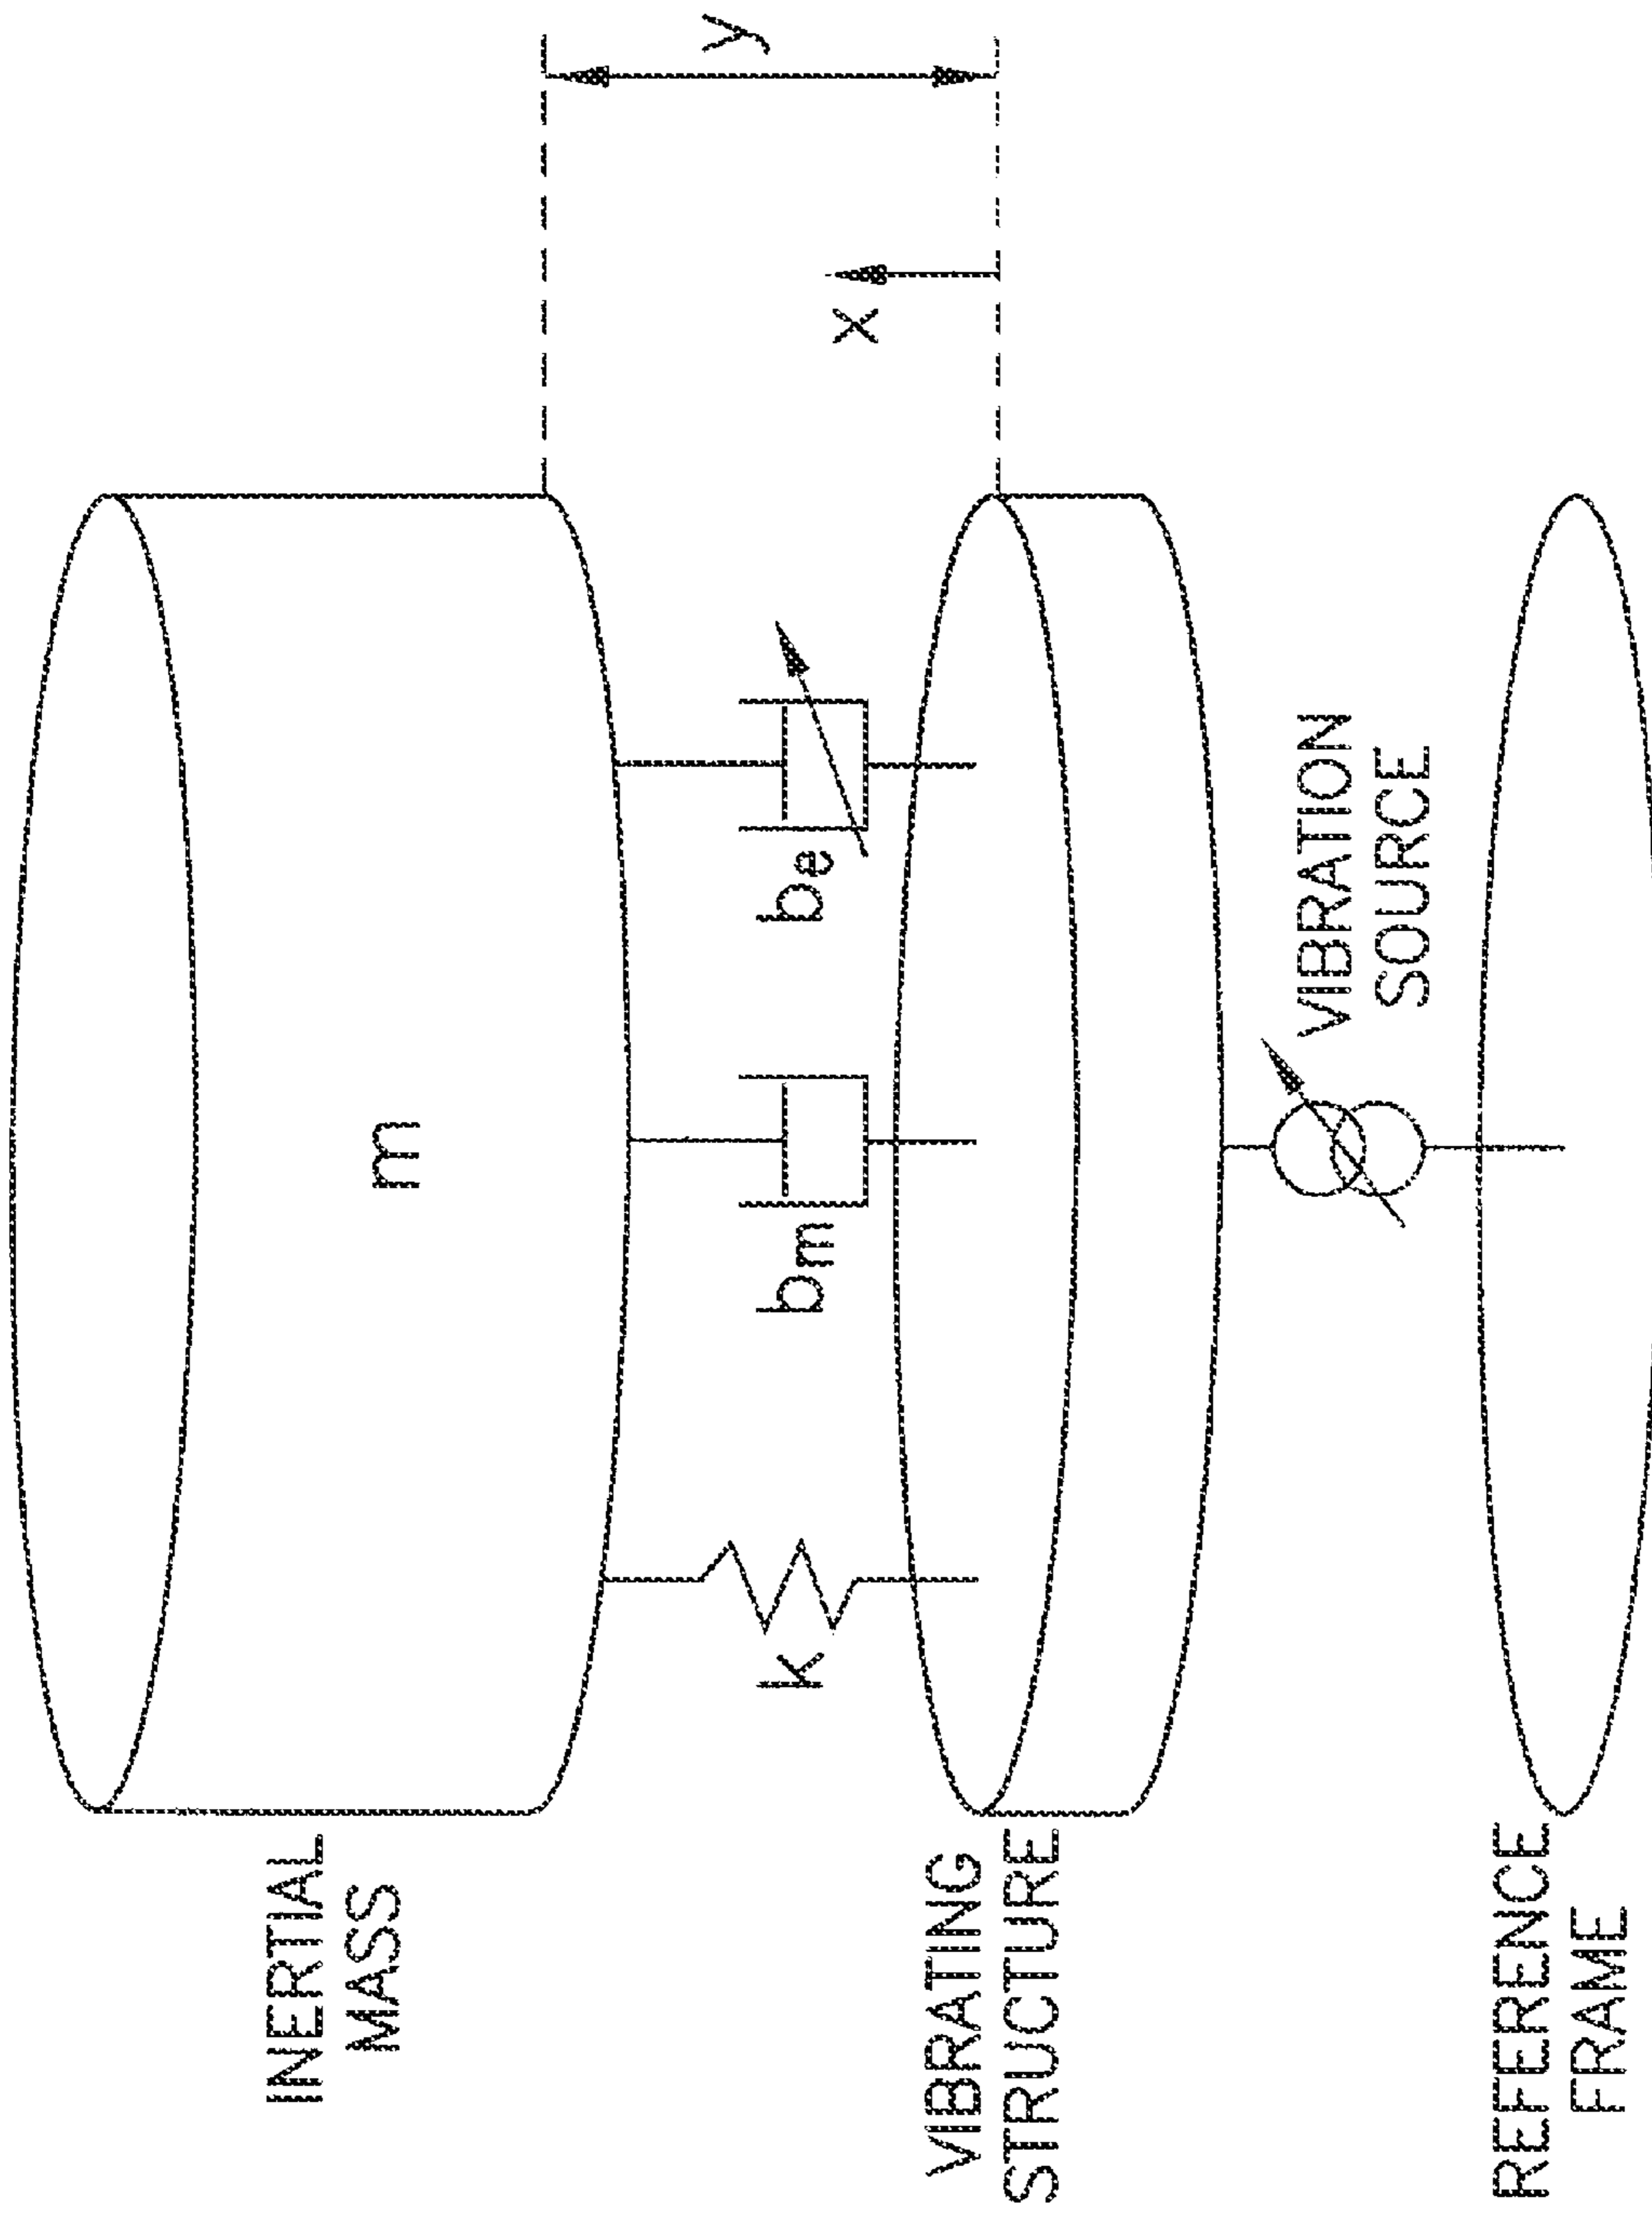 INERTIAL
MASS
m
y
x
k
bm
be
VIBRATING
STRUCTURE
VIBRATION
SOURCE
REFERENCE
FRAME